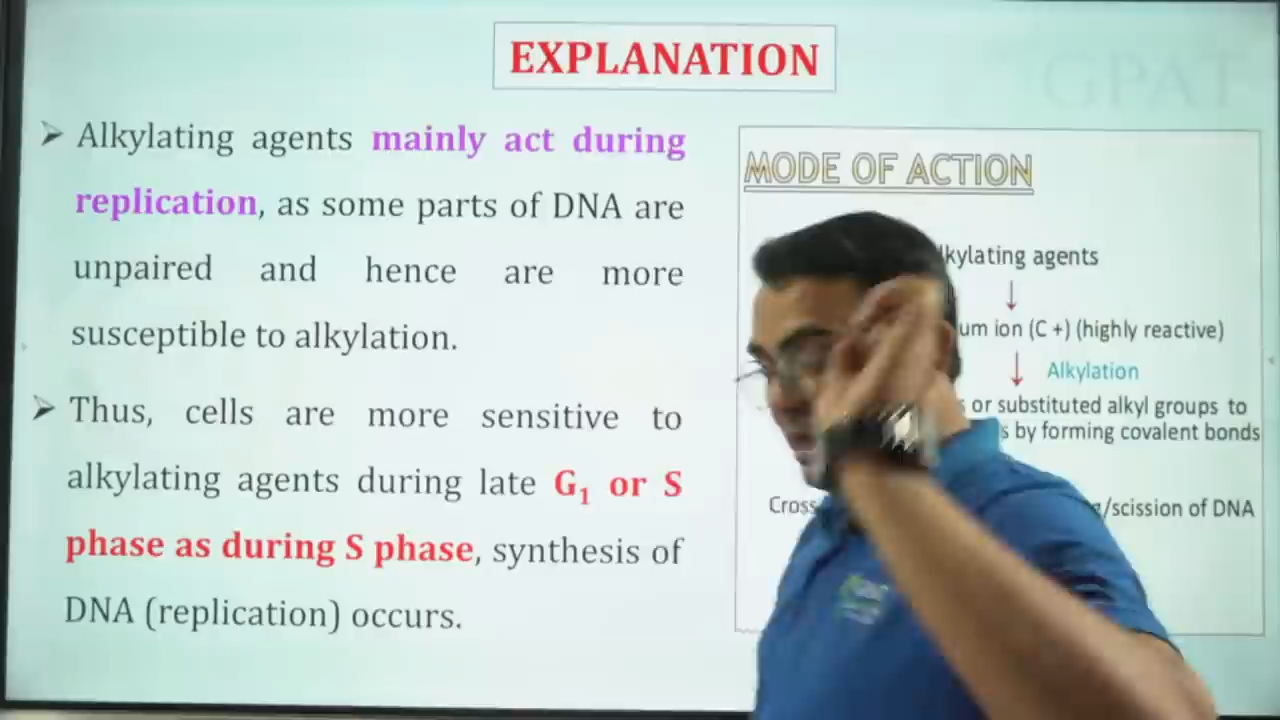 EXPLANATION
GPAT
➢ Alkylating agents mainly act during
replication, as some parts of DNA are
unpaired and hence are more
susceptible to alkylation.
➢ Thus, cells are more sensitive to
alkylating agents during late G₁ or S
phase as during S phase, synthesis of
DNA (replication) occurs.
MODE OF ACTION
agents
ion (C +) (highly reactive)
Alkylation
or substituted alkyl groups to
by forming covalent bonds
Cross /scission of DNA